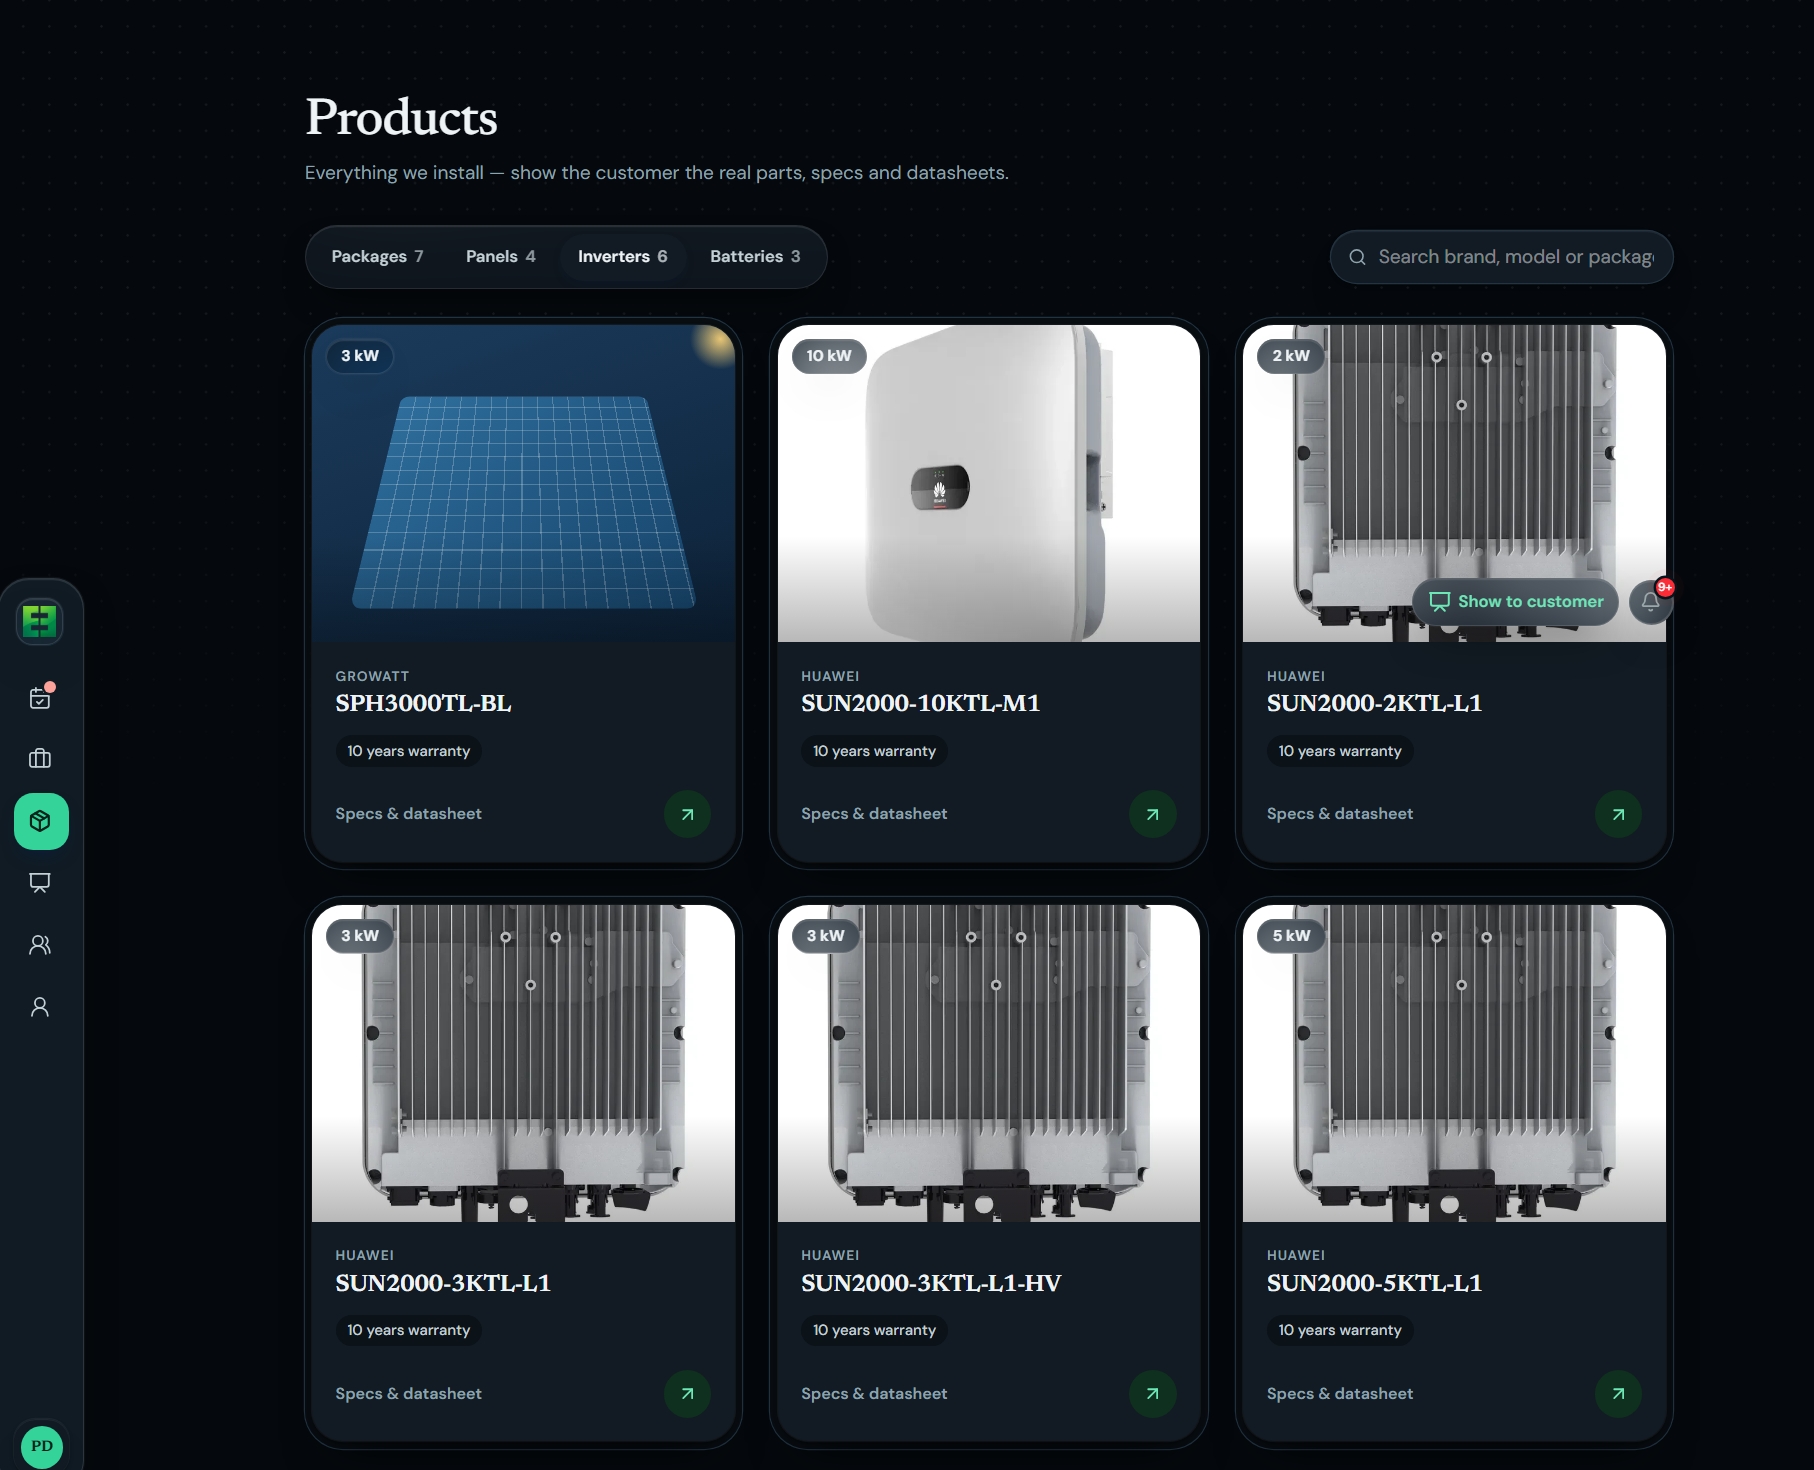 Products
Everything we install — show the customer the real parts, specs and datasheets.
Packages 7 Panels 4 Inverters 6 Batteries 3
Search brand, model or packag
3 kW
GROWATT
SPH3000TL-BL
10 years warranty
Specs & datasheet
10 kW
HUAWEI
SUN2000-10KTL-M1
10 years warranty
Specs & datasheet
2 kW
Show to customer
9+
HUAWEI
SUN2000-2KTL-L1
10 years warranty
Specs & datasheet
3 kW
HUAWEI
SUN2000-3KTL-L1
10 years warranty
Specs & datasheet
3 kW
HUAWEI
SUN2000-3KTL-L1-HV
10 years warranty
Specs & datasheet
5 kW
HUAWEI
SUN2000-5KTL-L1
10 years warranty
Specs & datasheet
PD